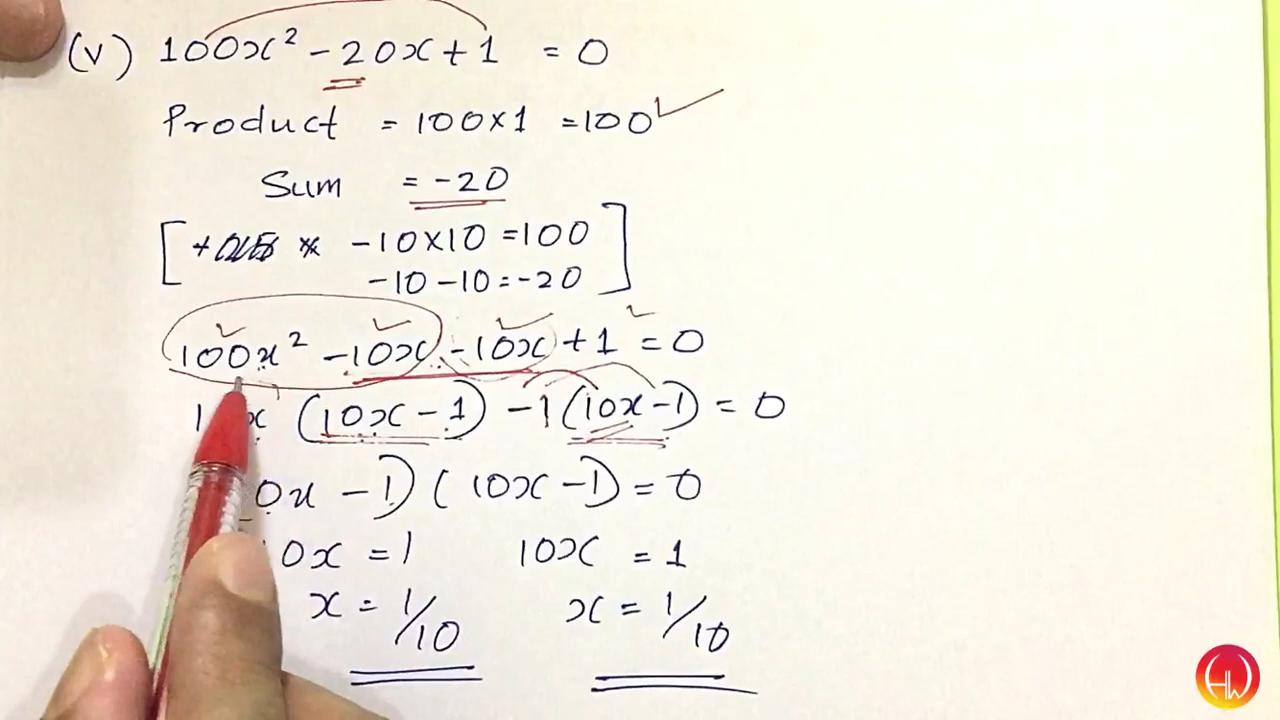 (v) 100x² - 20x + 1 = 0
Product = 100 x 1 = 100
Sum = -20
[ -10 x 10 = 100
-10 - 10 = -20 ]
100x² - 10x - 10x + 1 = 0
(10x - 1) - 1 (10x - 1) = 0
0x - 1) (10x - 1) = 0
0x = 1 10x = 1
x = 1/10 x = 1/10